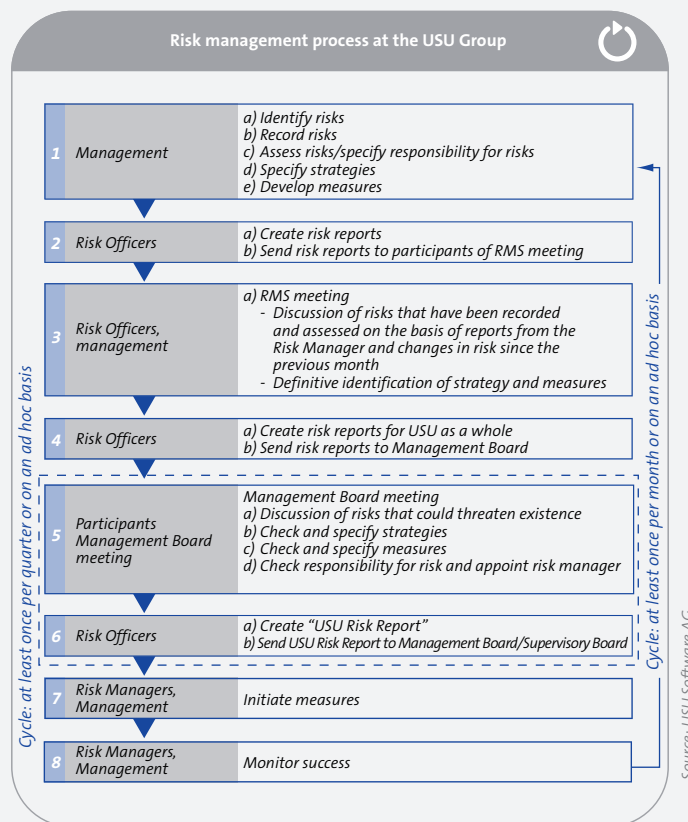 Risk management process at the USU Group
1 Management
a) Identify risks
b) Record risks
c) Assess risks/specify responsibility for risks
d) Specify strategies
e) Develop measures
2 Risk Officers
a) Create risk reports
b) Send risk reports to participants of RMS meeting
3 Risk Officers,
management
a) RMS meeting
- Discussion of risks that have been recorded
and assessed on the basis of reports from the
Risk Manager and changes in risk since the
previous month
- Definitive identification of strategy and measures
4 Risk Officers
a) Create risk reports for USU as a whole
b) Send risk reports to Management Board
5 Participants
Management Board
meeting
Management Board meeting
a) Discussion of risks that could threaten existence
b) Check and specify strategies
c) Check and specify measures
d) Check responsibility for risk and appoint risk manager
6 Risk Officers
a) Create “USU Risk Report”
b) Send USU Risk Report to Management Board/Supervisory Board
7 Risk Managers,
Management
Initiate measures
8 Risk Managers,
Management
Monitor success
Cycle: at least once per quarter or on an ad hoc basis
Cycle: at least once per month or on an ad hoc basis
Source: USU Software AG